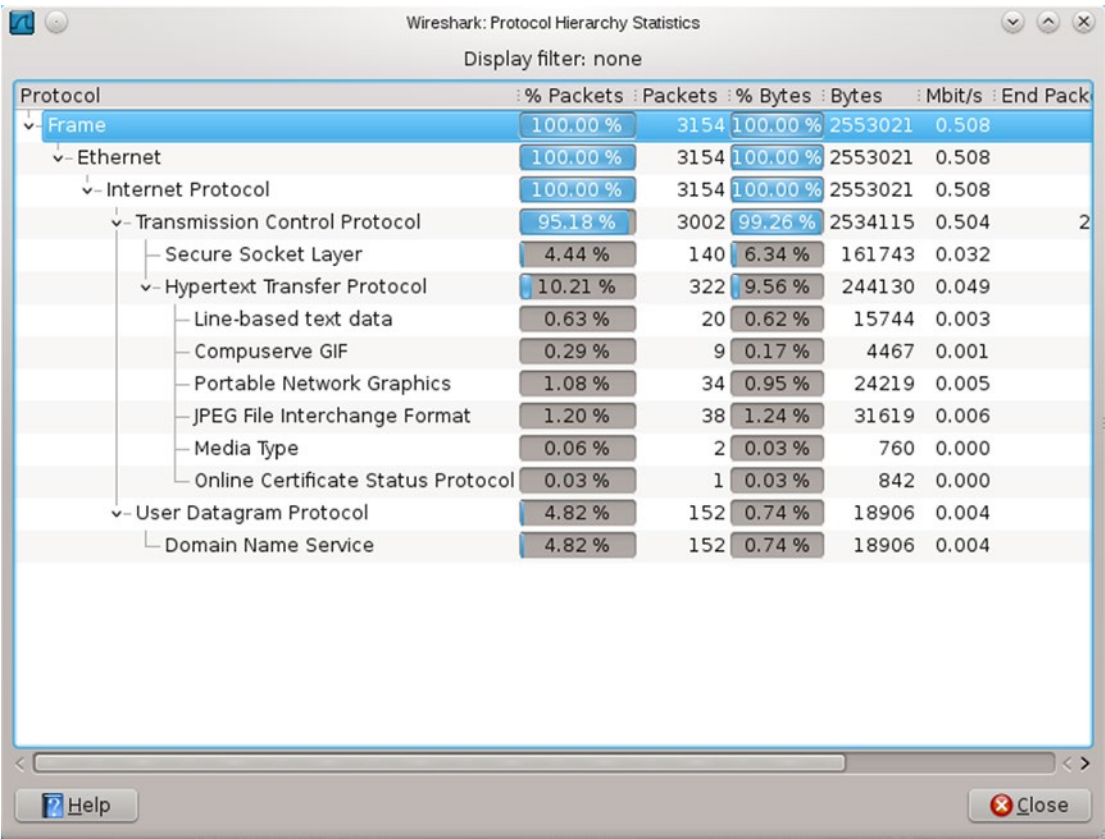 Wireshark: Protocol Hierarchy Statistics
Display filter: none
Protocol % Packets Packets % Bytes Bytes Mbit/s End Pack
Frame 100.00 % 3154 100.00 % 2553021 0.508
Ethernet 100.00 % 3154 100.00 % 2553021 0.508
Internet Protocol 100.00 % 3154 100.00 % 2553021 0.508
Transmission Control Protocol 95.18 % 3002 99.26 % 2534115 0.504 2
Secure Socket Layer 4.44 % 140 6.34 % 161743 0.032
Hypertext Transfer Protocol 10.21 % 322 9.56 % 244130 0.049
Line-based text data 0.63 % 20 0.62 % 15744 0.003
Compuserve GIF 0.29 % 9 0.17 % 4467 0.001
Portable Network Graphics 1.08 % 34 0.95 % 24219 0.005
JPEG File Interchange Format 1.20 % 38 1.24 % 31619 0.006
Media Type 0.06 % 2 0.03 % 760 0.000
Online Certificate Status Protocol 0.03 % 1 0.03 % 842 0.000
User Datagram Protocol 4.82 % 152 0.74 % 18906 0.004
Domain Name Service 4.82 % 152 0.74 % 18906 0.004
Help Close